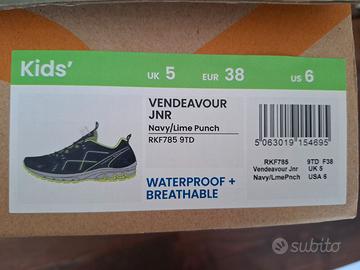 Kids' UK 5 EUR 38 US 6
VENDEAVOUR
JNR
Navy/Lime Punch
RKF785 9TD
WATERPROOF +
BREATHABLE
5 063019 154695
RKF785 9TD F38
Vendeavour Jnr UK 5
Navy/LimePnch USA 6
subito